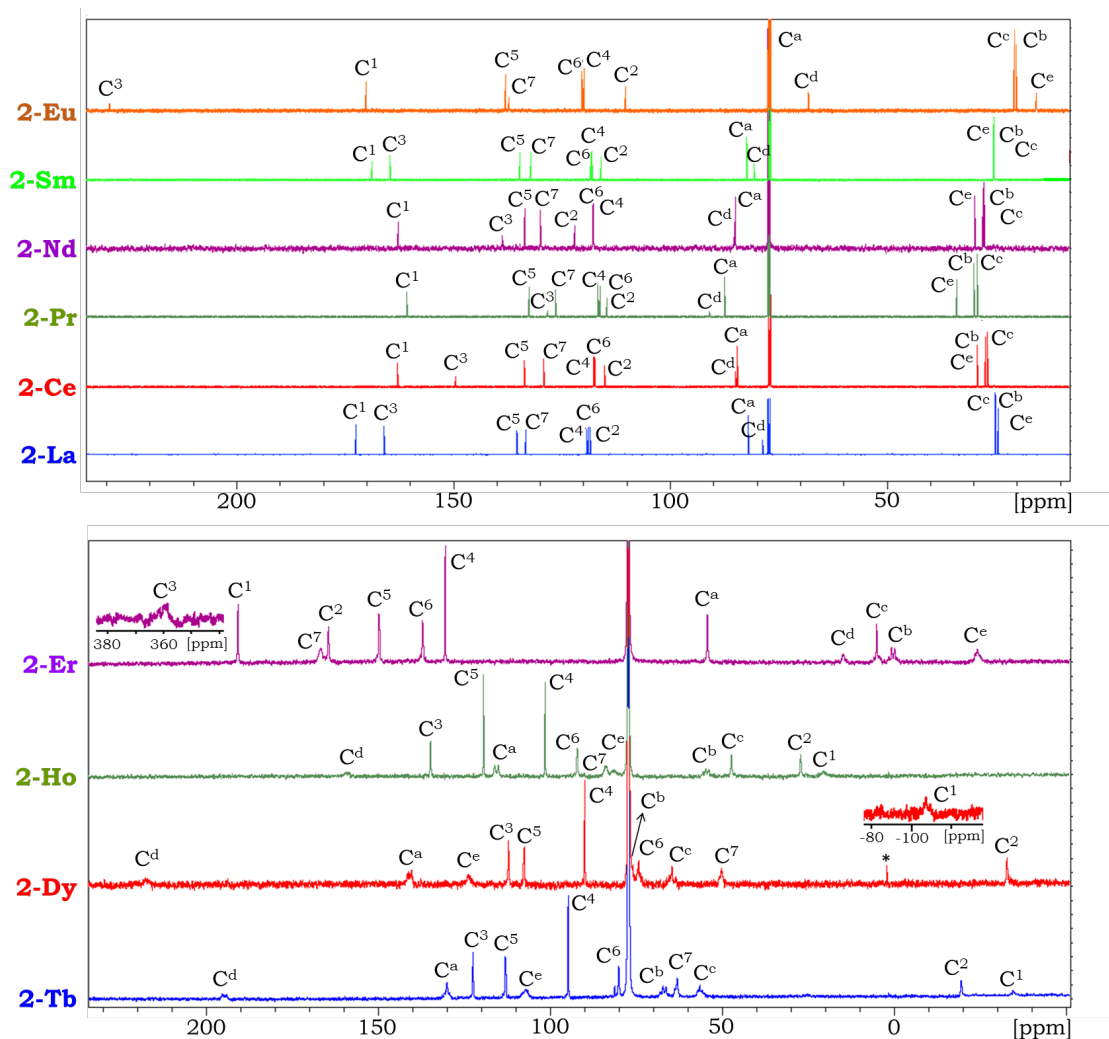 C³ C¹ C⁵ C⁷ C⁶ C⁴ C² Cᵃ Cᵈ Cᶜ Cᵇ Cᵉ
2-Eu
C¹ C³ C⁵ C⁷ C⁶ C⁴ C² Cᵃ Cᵈ Cᵉ Cᵇ Cᶜ
2-Sm
C¹ C³ C⁵ C⁷ C² C⁶ C⁴ Cᵈ Cᵃ Cᵉ Cᵇ Cᶜ
2-Nd
C¹ C⁵ C³ C⁷ C⁴ C⁶ C² Cᵈ Cᵃ Cᵉ Cᵇ Cᶜ
2-Pr
C¹ C³ C⁵ C⁷ C⁴ C⁶ C² Cᵈ Cᵃ Cᵇ Cᵉ Cᶜ
2-Ce
C¹ C³ C⁵ C⁷ C⁴ C⁶ C² Cᵃ Cᵈ Cᶜ Cᵇ Cᵉ
2-La
200 150 100 50 [ppm]
C³ C¹ C⁷ C² C⁵ C⁶ C⁴ Cᵃ Cᵈ Cᶜ Cᵇ Cᵉ
380 360 [ppm]
2-Er
Cᵈ C³ C⁵ Cᵃ C⁴ C⁶ C⁷ Cᵉ Cᵇ Cᶜ C² C¹
2-Ho
Cᵈ Cᵃ Cᵉ C³ C⁵ C⁴ Cᵇ C⁶ Cᶜ C⁷ * C¹ C²
-80 -100 [ppm]
2-Dy
Cᵈ Cᵃ C³ C⁵ Cᵉ C⁴ C⁶ Cᵇ C⁷ Cᶜ C² C¹
2-Tb
200 150 100 50 0 [ppm]